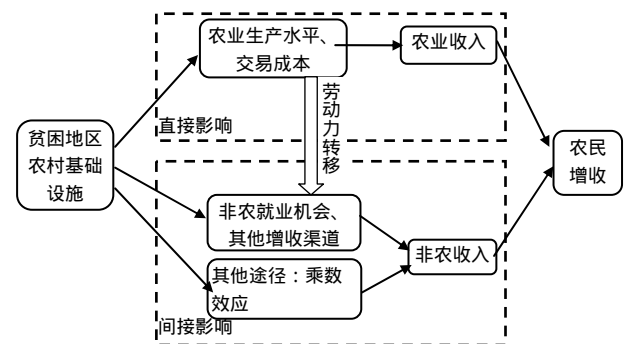 农业生产水平、
交易成本
农业收入
直接影响
劳动力转移
贫困地区
农村基础
设施
农民
增收
非农就业机会、
其他增收渠道
非农收入
其他途径：乘数
效应
间接影响